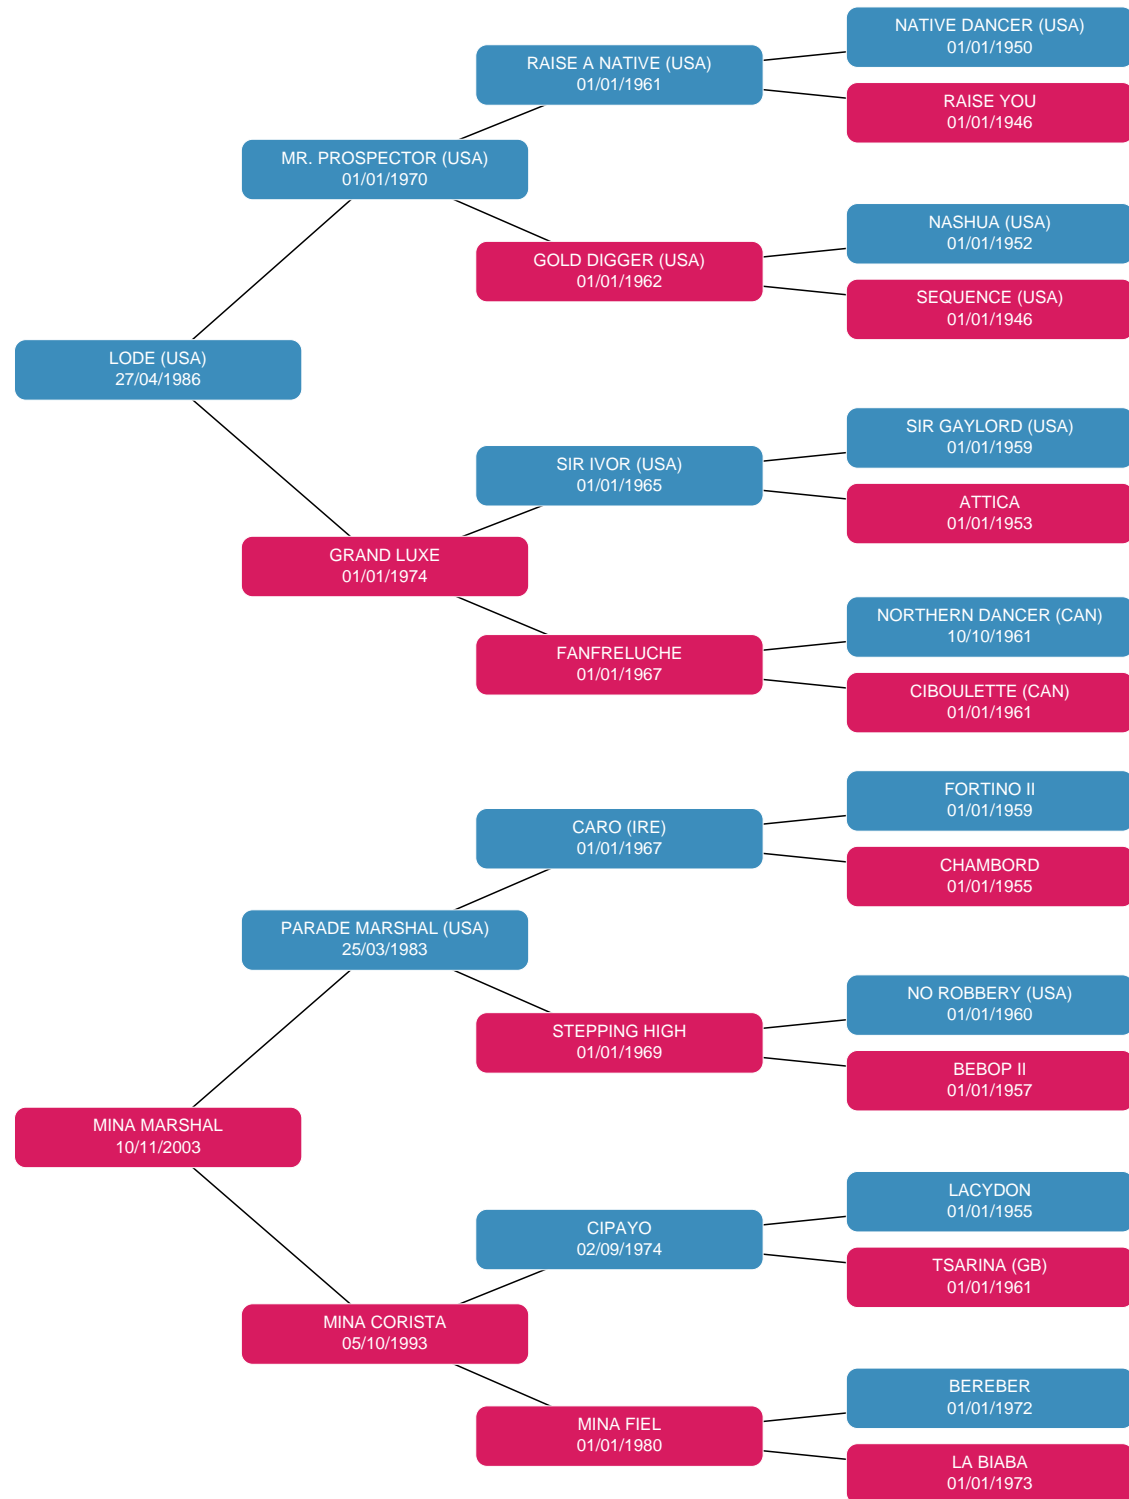 NATIVE DANCER (USA)
01/01/1950
RAISE A NATIVE (USA)
01/01/1961
RAISE YOU
01/01/1946
MR. PROSPECTOR (USA)
01/01/1970
NASHUA (USA)
01/01/1952
GOLD DIGGER (USA)
01/01/1962
SEQUENCE (USA)
01/01/1946
LODE (USA)
27/04/1986
SIR GAYLORD (USA)
01/01/1959
SIR IVOR (USA)
01/01/1965
ATTICA
01/01/1953
GRAND LUXE
01/01/1974
NORTHERN DANCER (CAN)
10/10/1961
FANFRELUCHE
01/01/1967
CIBOULETTE (CAN)
01/01/1961
FORTINO II
01/01/1959
CARO (IRE)
01/01/1967
CHAMBORD
01/01/1955
PARADE MARSHAL (USA)
25/03/1983
NO ROBBERY (USA)
01/01/1960
STEPPING HIGH
01/01/1969
BEBOP II
01/01/1957
MINA MARSHAL
10/11/2003
LACYDON
01/01/1955
CIPAYO
02/09/1974
TSARINA (GB)
01/01/1961
MINA CORISTA
05/10/1993
BEREBER
01/01/1972
MINA FIEL
01/01/1980
LA BIABA
01/01/1973